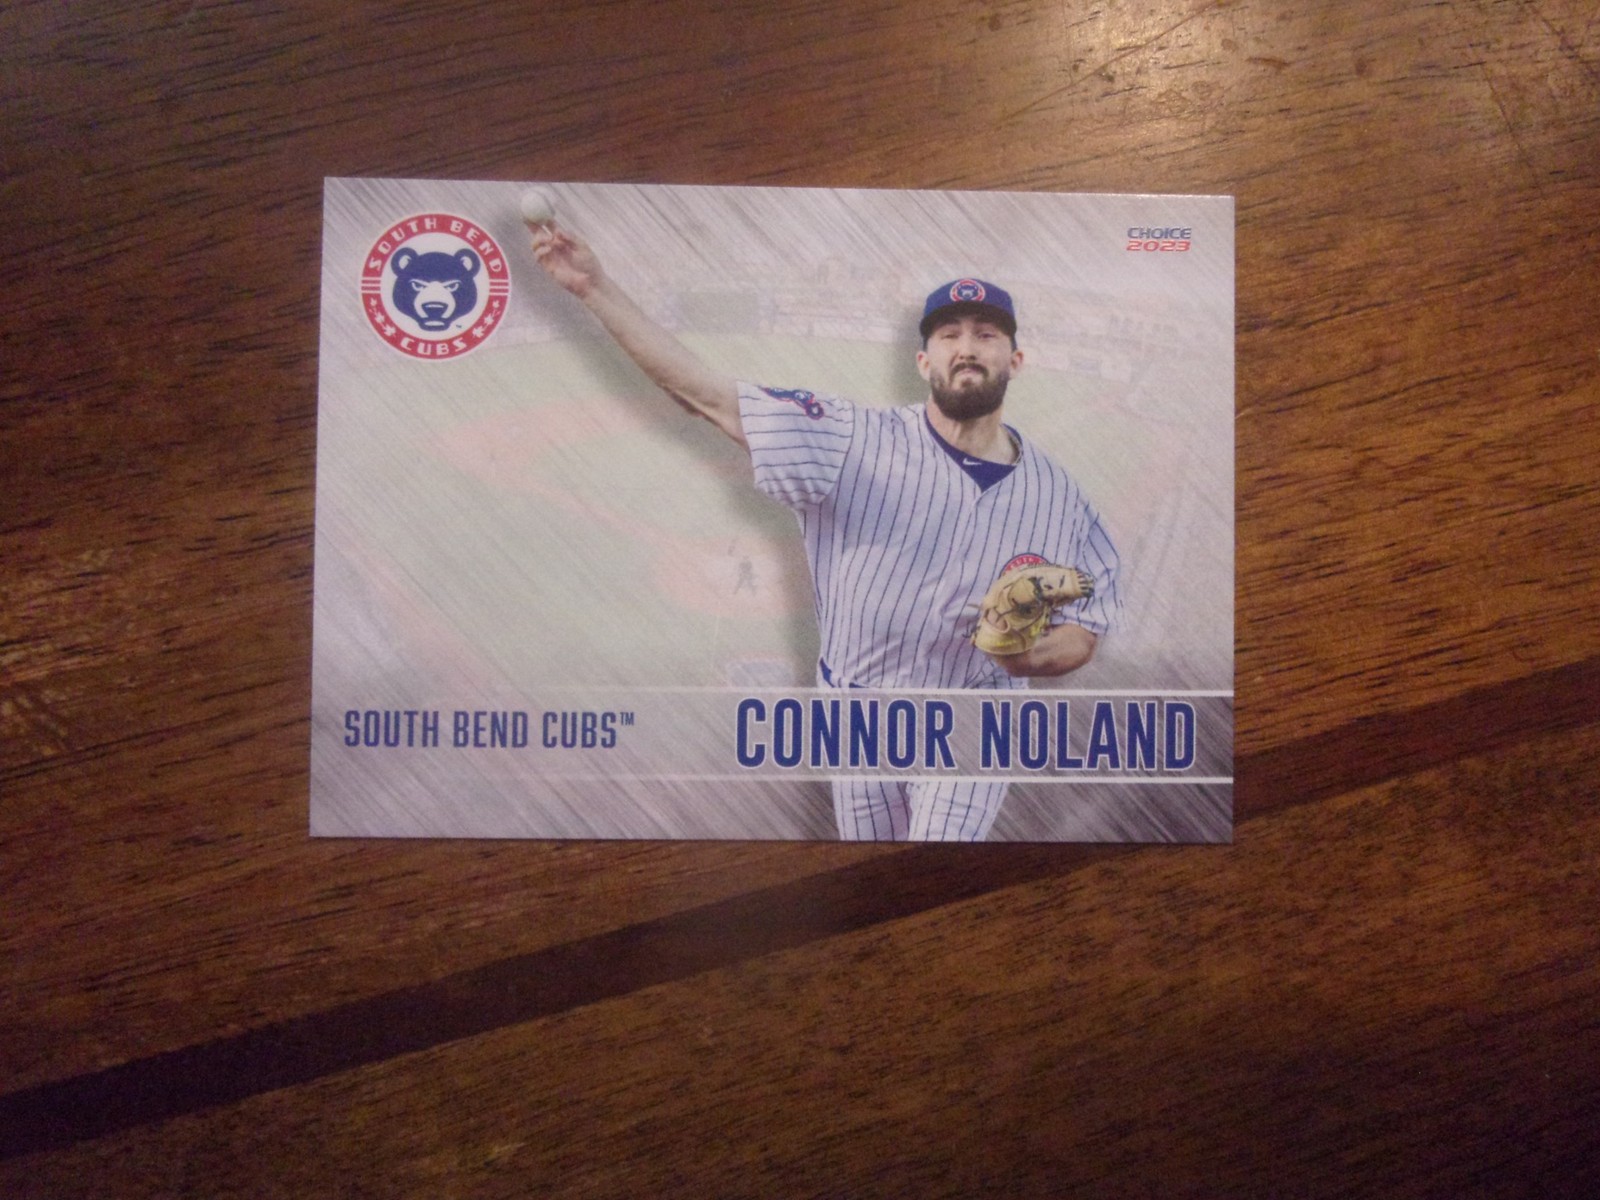 SOUTH BEND
CUBS
CHOICE
2023
SOUTH BEND CUBS™
CONNOR NOLAND